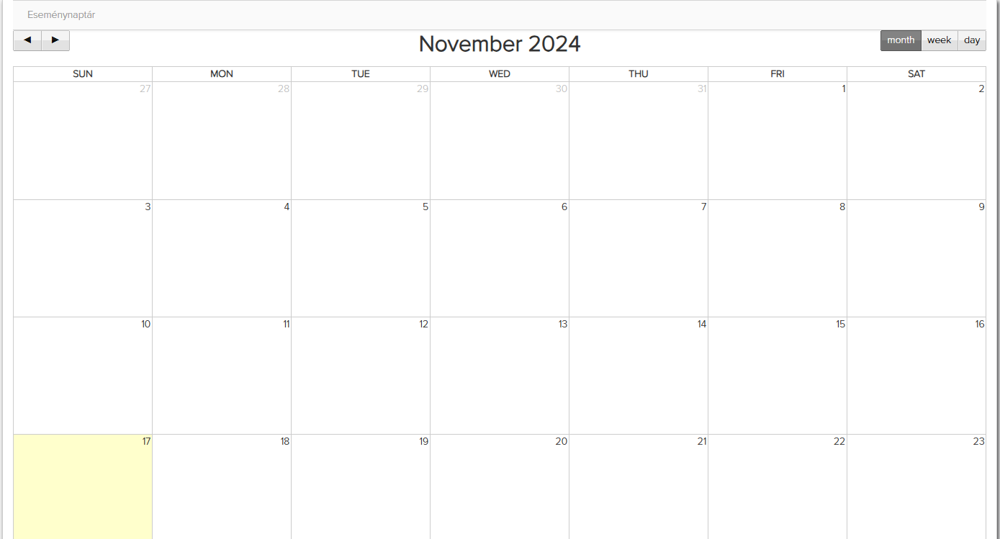 Eseménynaptár
◄ ► November 2024 month week day
SUN MON TUE WED THU FRI SAT
27 28 29 30 31 1 2
3 4 5 6 7 8 9
10 11 12 13 14 15 16
17 18 19 20 21 22 23